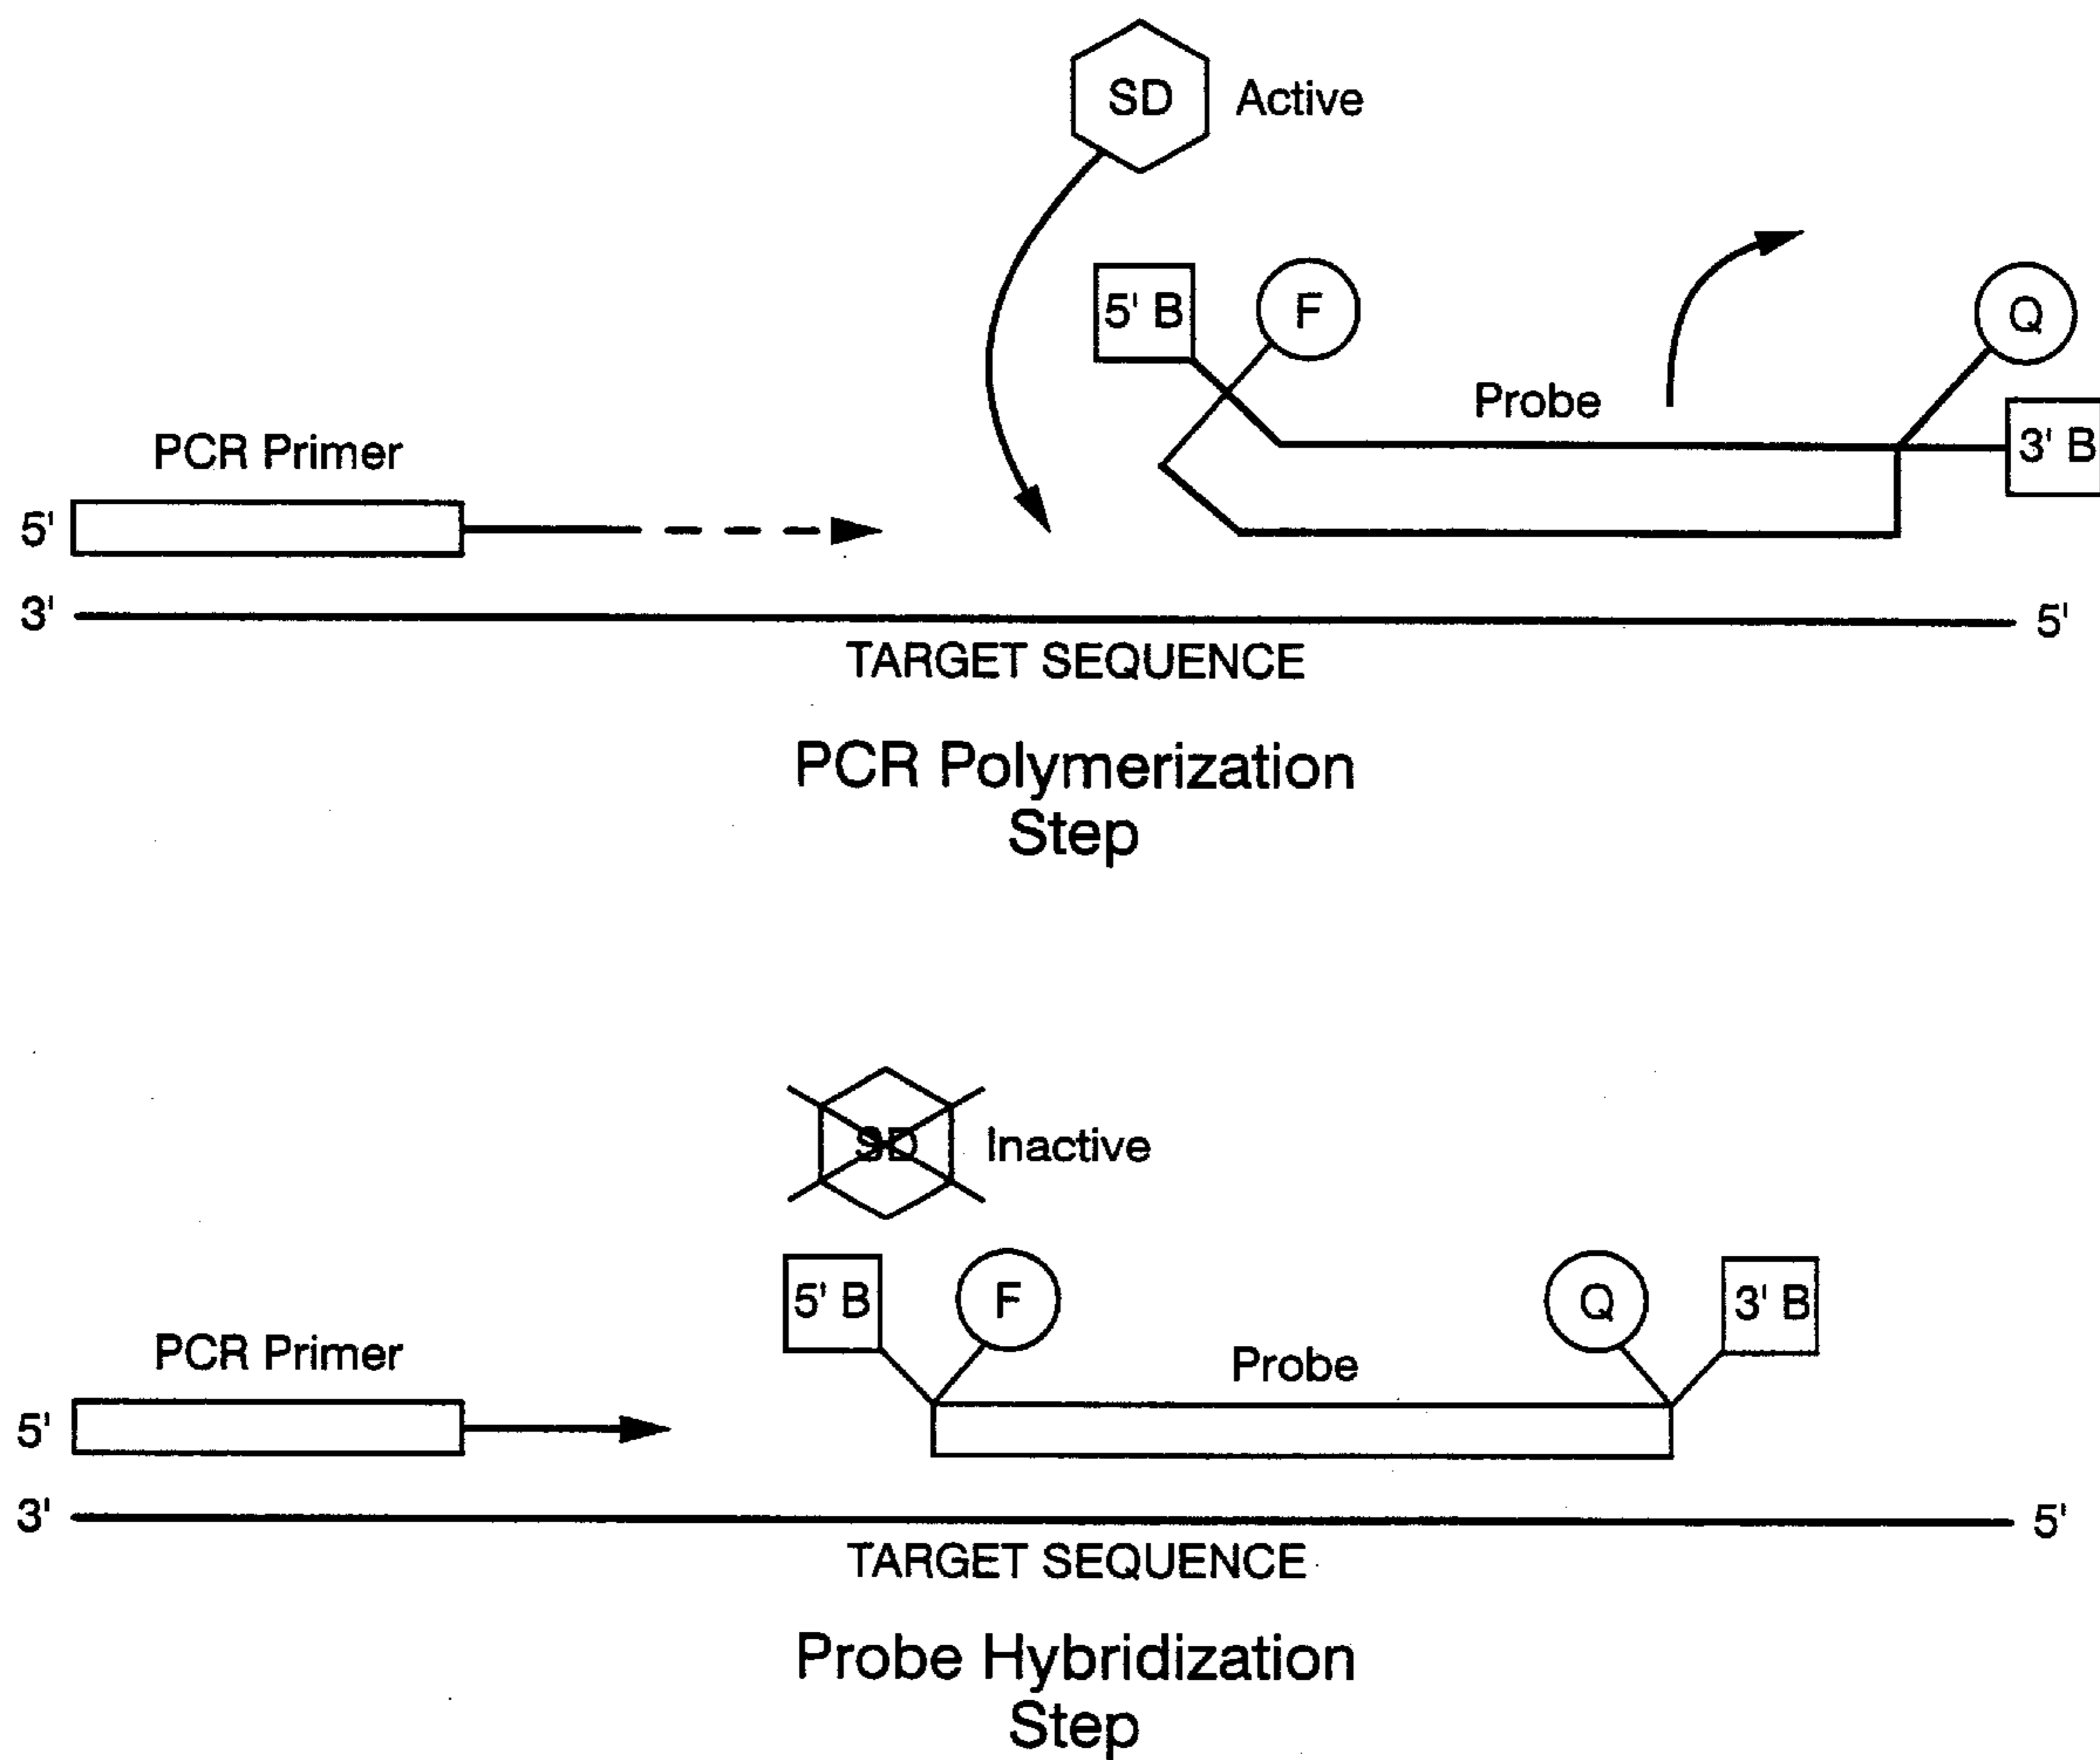 SD Active
5' B F Q
Probe
PCR Primer 3' B
5'
3' 5'
TARGET SEQUENCE
PCR Polymerization
Step
SD Inactive
5' B F Q 3' B
PCR Primer Probe
5'
3' 5'
TARGET SEQUENCE
Probe Hybridization
Step